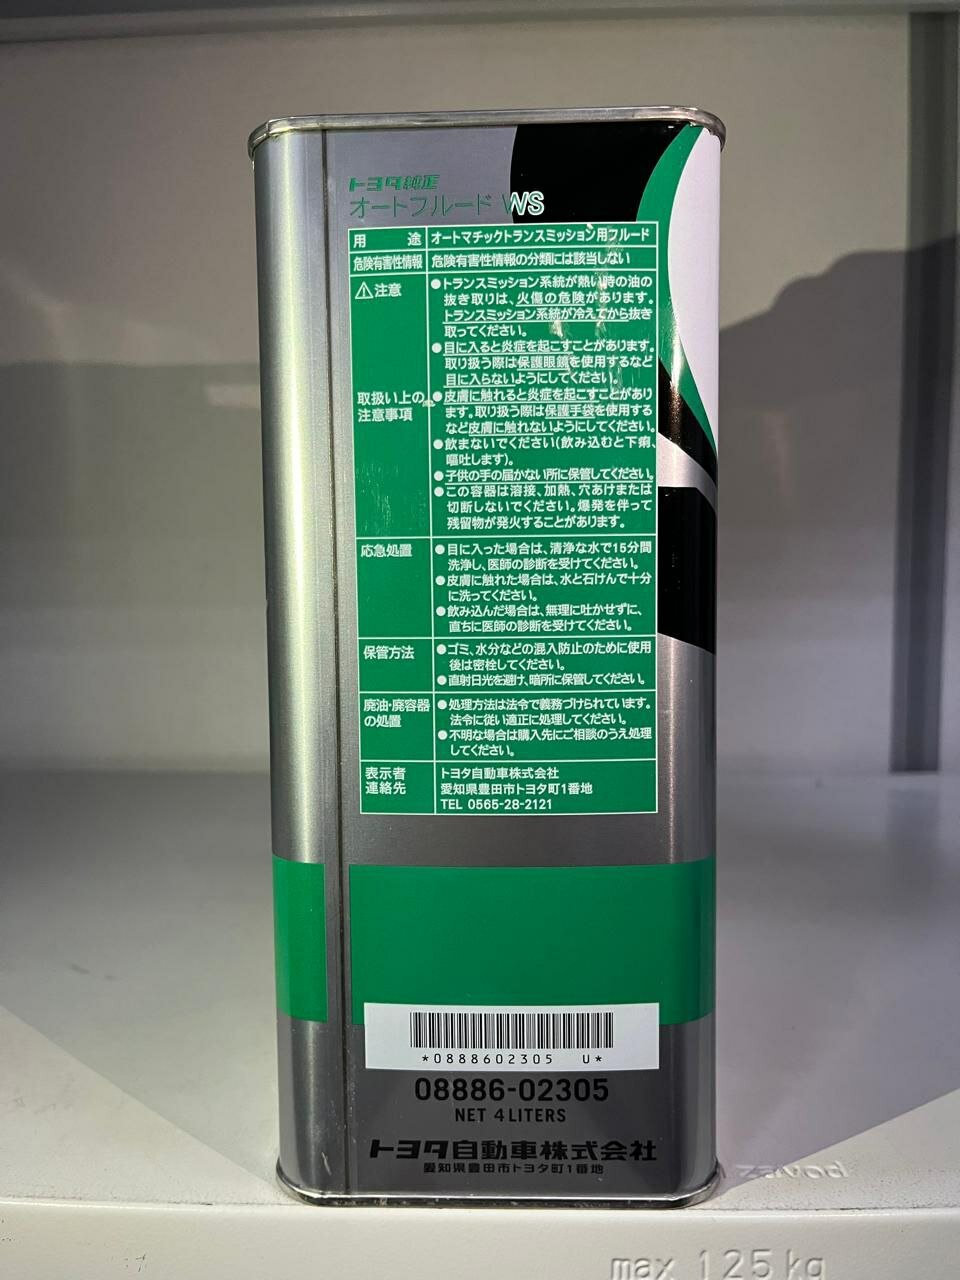 トヨタ純正
オートフルード WS
用 途 オートマチックトランスミッション用フルード
危険有害性情報 危険有害性情報の分類には該当しない
⚠注意
取扱い上の
注意事項
●トランスミッション系統が熱い時の油の
抜き取りは、火傷の危険があります。
トランスミッション系統が冷えてから抜き
取ってください。
●目に入ると炎症を起こすことがあります。
取り扱う際は保護眼鏡を使用するなど
目に入らないようにしてください。
●皮膚に触れると炎症を起こすことがあり
ます。取り扱う際は保護手袋を使用する
など皮膚に触れないようにしてください。
●飲まないでください(飲み込むと下痢、
嘔吐します)。
●子供の手の届かない所に保管してください。
●この容器は溶接、加熱、穴あけまたは
切断しないでください。爆発を伴って
残留物が発火することがあります。
応急処置
●目に入った場合は、清浄な水で15分間
洗浄し、医師の診断を受けてください。
●皮膚に触れた場合は、水と石けんで十分
に洗ってください。
●飲み込んだ場合は、無理に吐かせずに、
直ちに医師の診断を受けてください。
保管方法
●ゴミ、水分などの混入防止のために使用
後は密栓してください。
●直射日光を避け、暗所に保管してください。
廃油・廃容器
の処置
●処理方法は法令で義務づけられています。
法令に従い適正に処理してください。
●不明な場合は購入先にご相談のうえ処理
してください。
表示者
連絡先
トヨタ自動車株式会社
愛知県豊田市トヨタ町1番地
TEL 0565-28-2121
*0888602305 U*
08886-02305
NET 4 LITERS
トヨタ自動車株式会社
愛知県豊田市トヨタ町1番地
zavod
max 125 kg